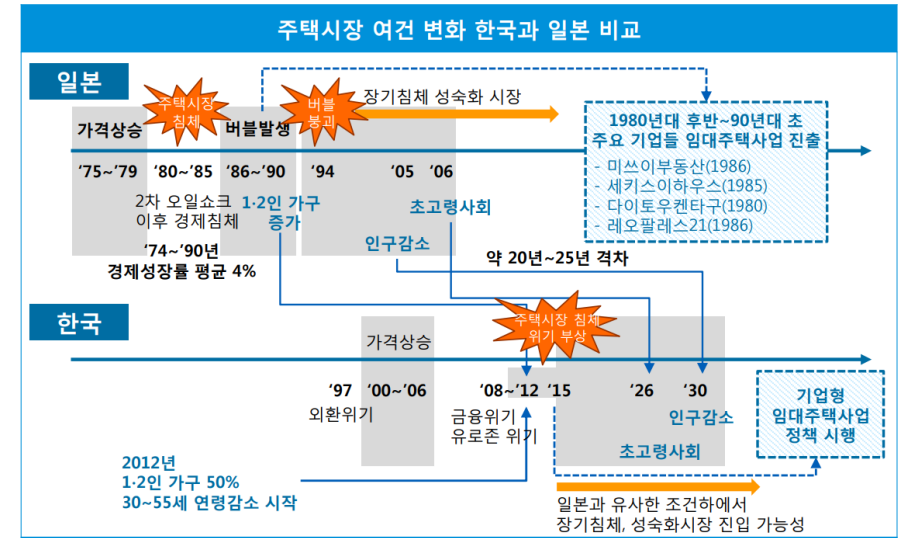 주택시장 여건 변화 한국과 일본 비교
일본
주택시장
침체
버블
붕괴
장기침체 성숙화 시장
가격상승
버블발생
1980년대 후반~90년대 초
주요 기업들 임대주택사업 진출
- 미쓰이부동산(1986)
- 세키스이하우스(1985)
- 다이토우켄타구(1980)
- 레오팔레스21(1986)
‘75~’79 ‘80~’85 ‘86~’90 ‘94 ‘05 ‘06
2차 오일쇼크
이후 경제침체
1·2인 가구
증가
초고령사회
인구감소
‘74~’90년
경제성장률 평균 4%
약 20년~25년 격차
한국
주택시장 침체
위기 부상
가격상승
‘97 ‘00~’06 ‘08~’12 ‘15 ‘26 ‘30
외환위기
금융위기
유로존 위기
인구감소
초고령사회
기업형
임대주택사업
정책 시행
2012년
1·2인 가구 50%
30~55세 연령감소 시작
일본과 유사한 조건하에서
장기침체, 성숙화시장 진입 가능성